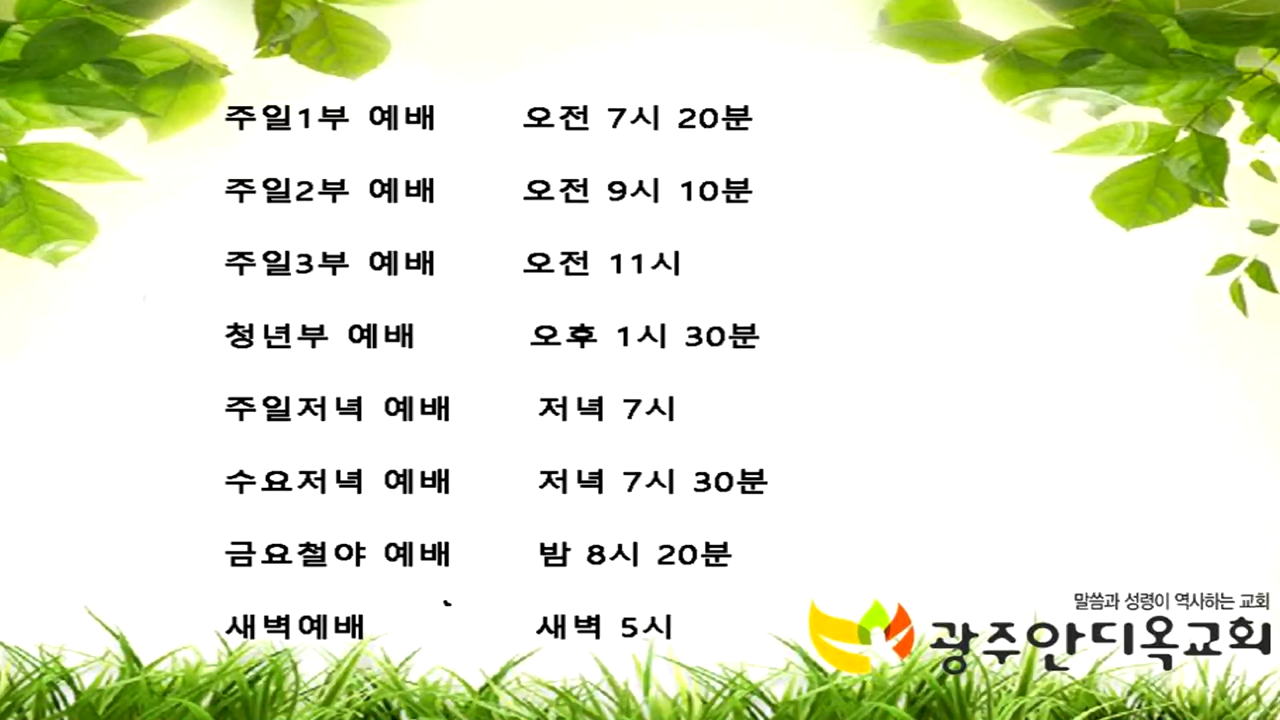 주일1부 예배 오전 7시 20분
주일2부 예배 오전 9시 10분
주일3부 예배 오전 11시
청년부 예배 오후 1시 30분
주일저녁 예배 저녁 7시
수요저녁 예배 저녁 7시 30분
금요철야 예배 밤 8시 20분
새벽예배 새벽 5시
말씀과 성령이 역사하는 교회
광주안디옥교회